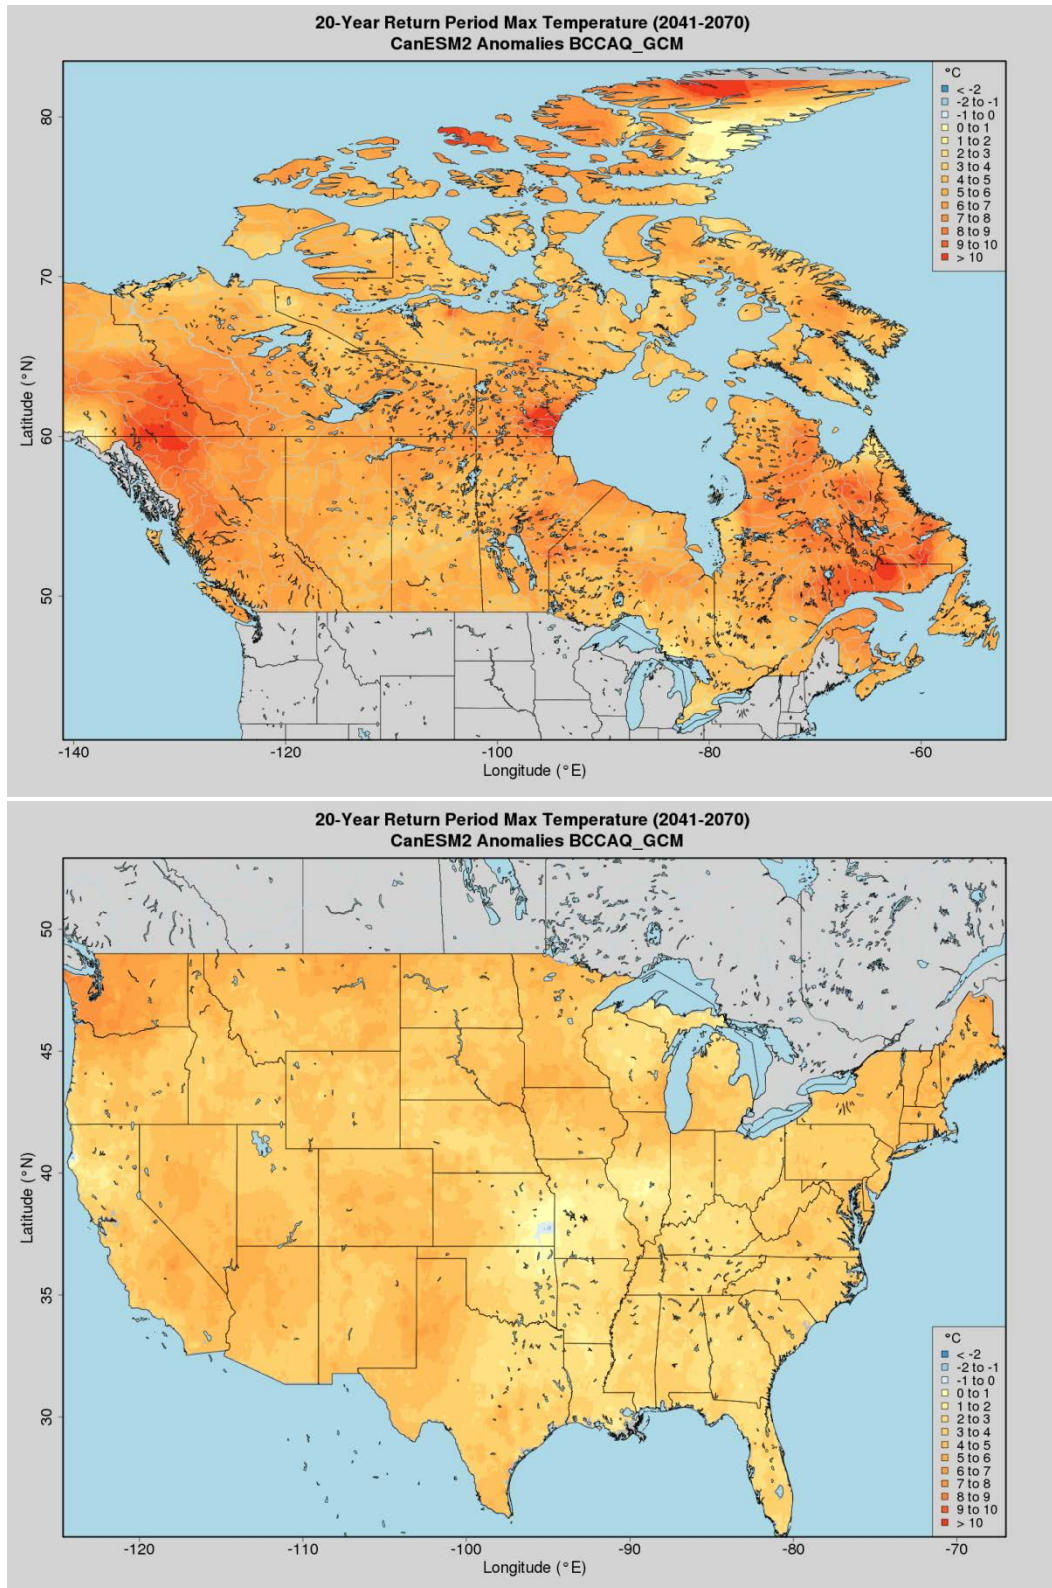 20-Year Return Period Max Temperature (2041-2070)
CanESM2 Anomalies BCCAQ_GCM
°C
< -2
-2 to -1
-1 to 0
0 to 1
1 to 2
2 to 3
3 to 4
4 to 5
5 to 6
6 to 7
7 to 8
8 to 9
9 to 10
> 10
80
70
60
50
Latitude (°N)
-140
-120
-100
-80
-60
Longitude (°E)
20-Year Return Period Max Temperature (2041-2070)
CanESM2 Anomalies BCCAQ_GCM
50
45
40
35
30
Latitude (°N)
°C
< -2
-2 to -1
-1 to 0
0 to 1
1 to 2
2 to 3
3 to 4
4 to 5
5 to 6
6 to 7
7 to 8
8 to 9
9 to 10
> 10
-120
-110
-100
-90
-80
-70
Longitude (°E)